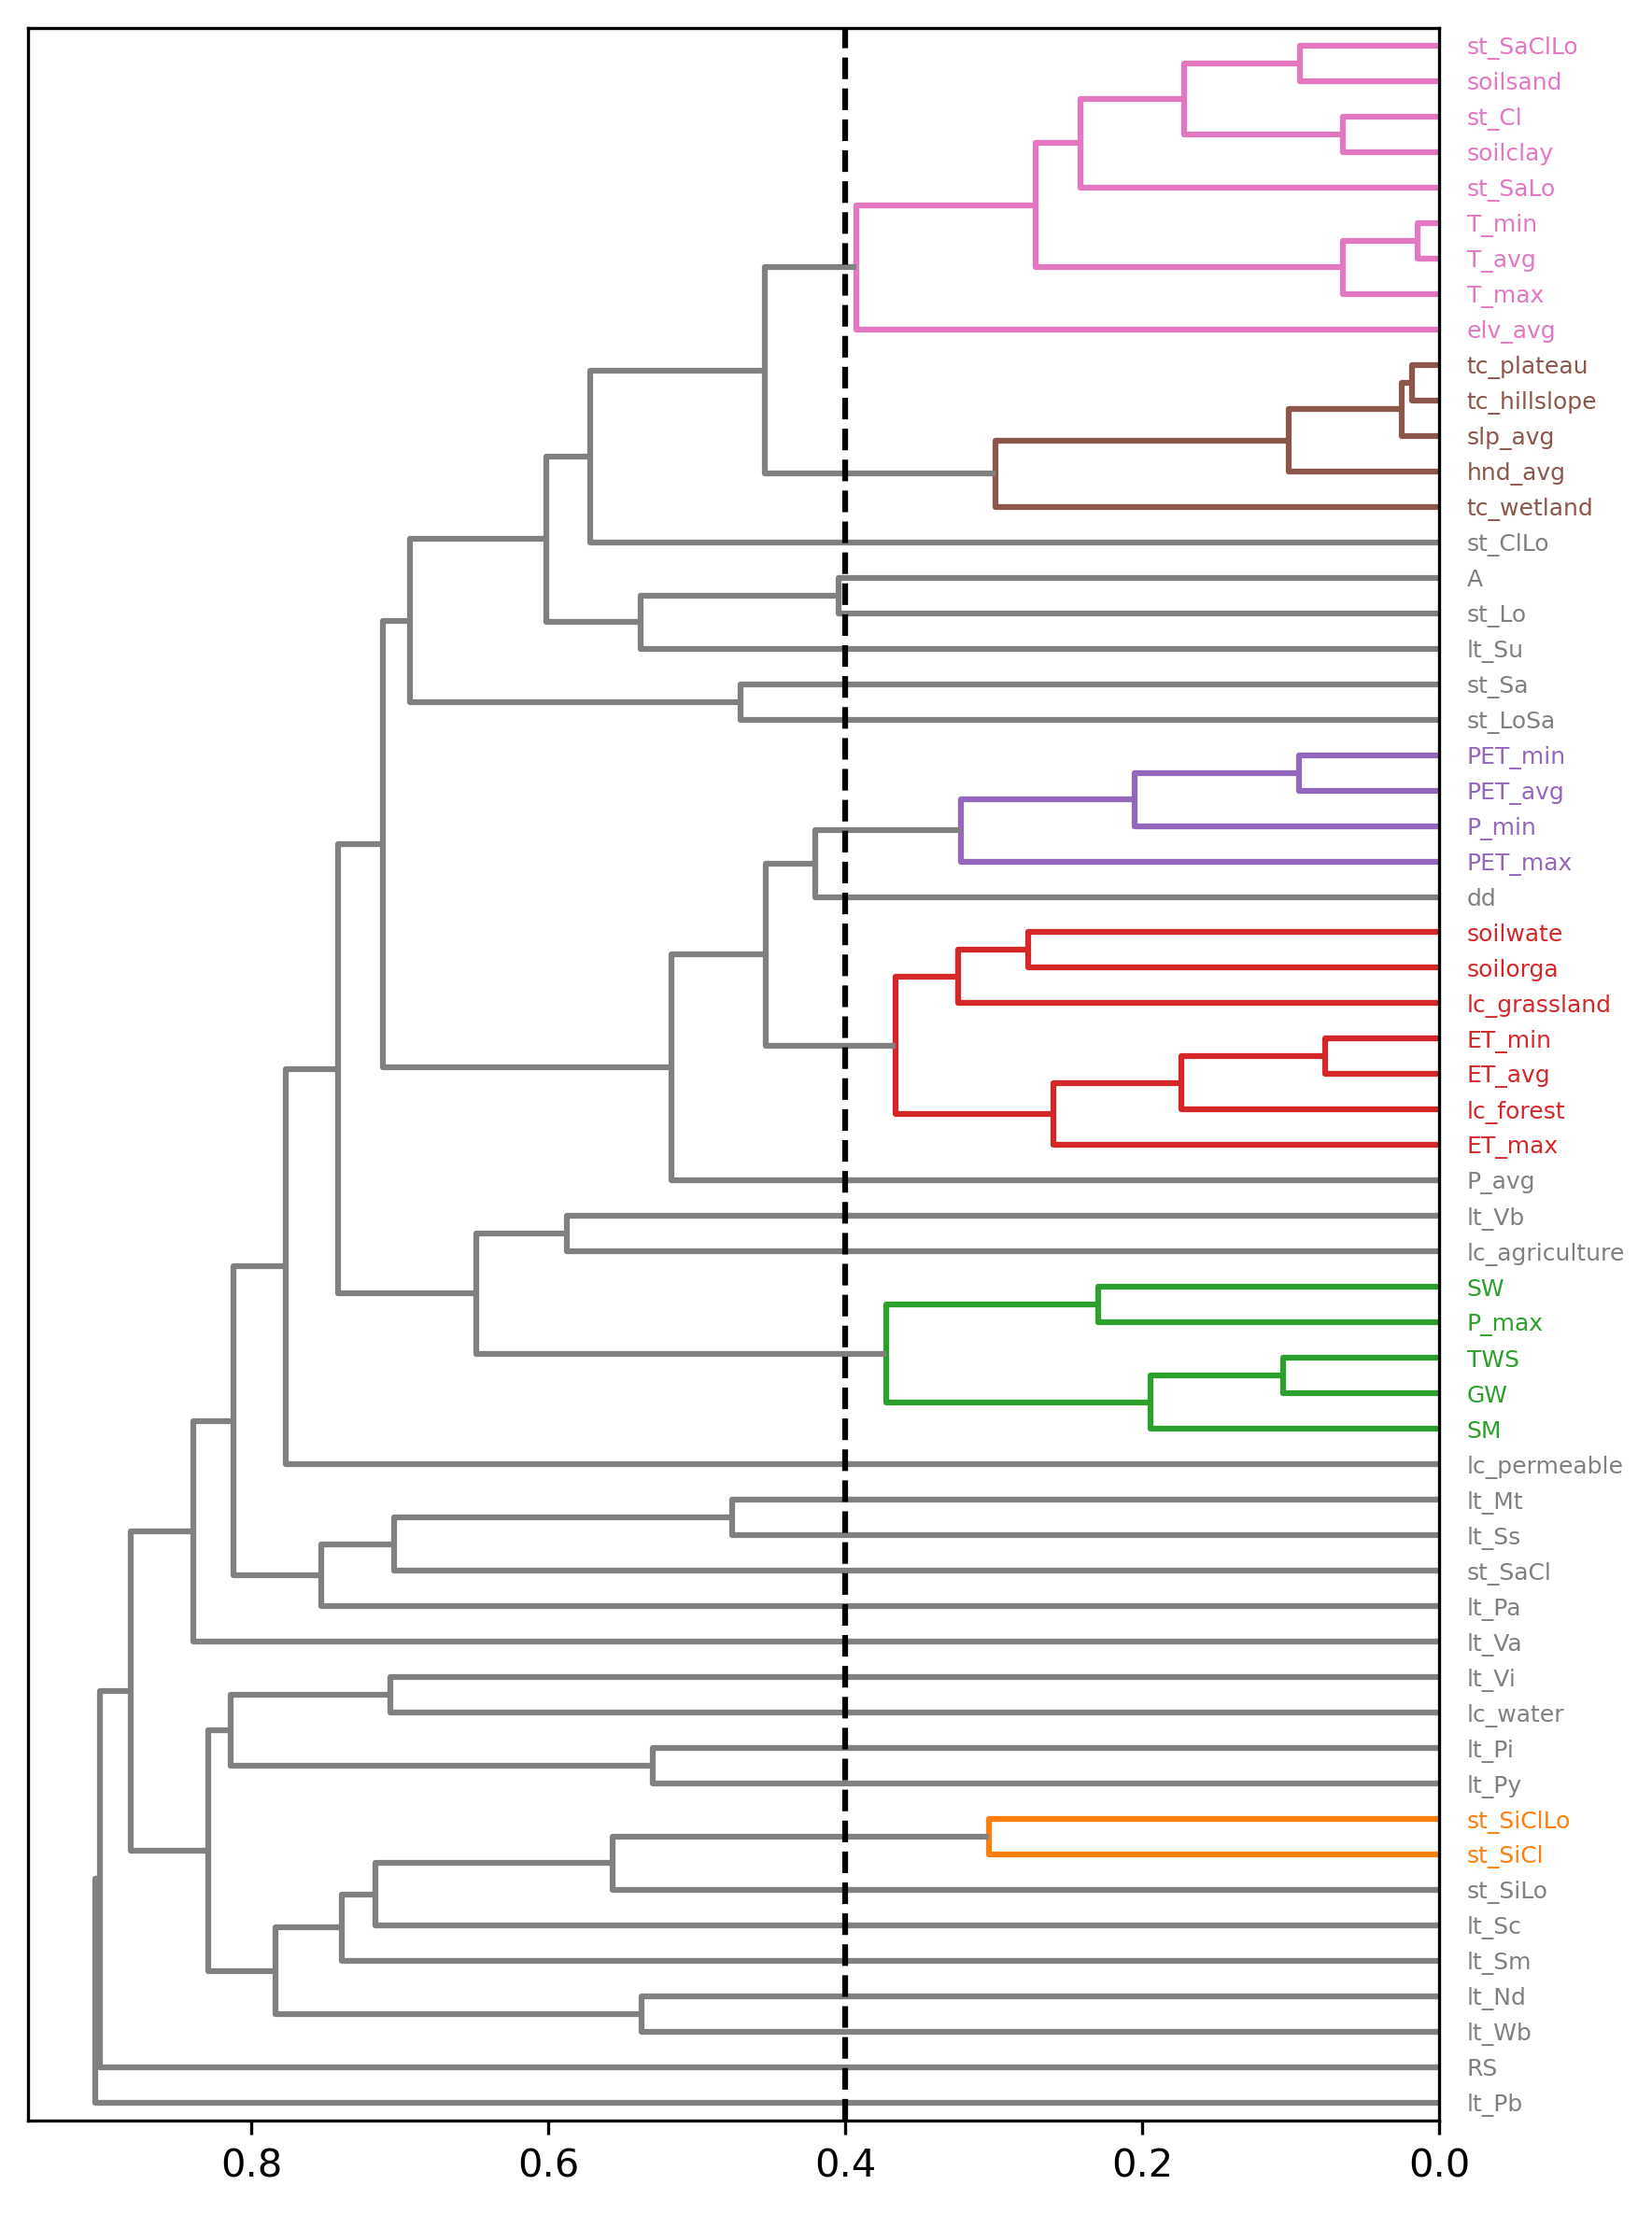 st_SaClLo
soilsand
st_Cl
soilclay
st_SaLo
T_min
T_avg
T_max
elv_avg
tc_plateau
tc_hillslope
slp_avg
hnd_avg
tc_wetland
st_ClLo
A
st_Lo
lt_Su
st_Sa
st_LoSa
PET_min
PET_avg
P_min
PET_max
dd
soilwate
soilorga
lc_grassland
ET_min
ET_avg
lc_forest
ET_max
P_avg
lt_Vb
lc_agriculture
SW
P_max
TWS
GW
SM
lc_permeable
lt_Mt
lt_Ss
st_SaCl
lt_Pa
lt_Va
lt_Vi
lc_water
lt_Pi
lt_Py
st_SiClLo
st_SiCl
st_SiLo
lt_Sc
lt_Sm
lt_Nd
lt_Wb
RS
lt_Pb
0.8 0.6 0.4 0.2 0.0